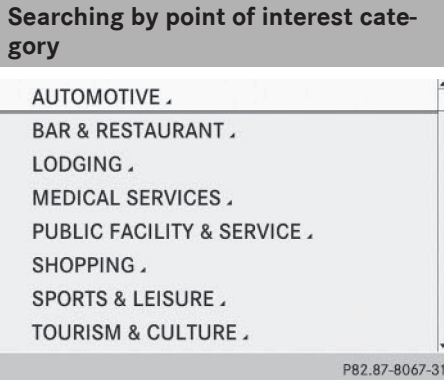 Searching by point of interest cate-
gory
AUTOMOTIVE
BAR & RESTAURANT
LODGING
MEDICAL SERVICES
PUBLIC FACILITY & SERVICE
SHOPPING
SPORTS & LEISURE
TOURISM & CULTURE
P82.87-8067-31